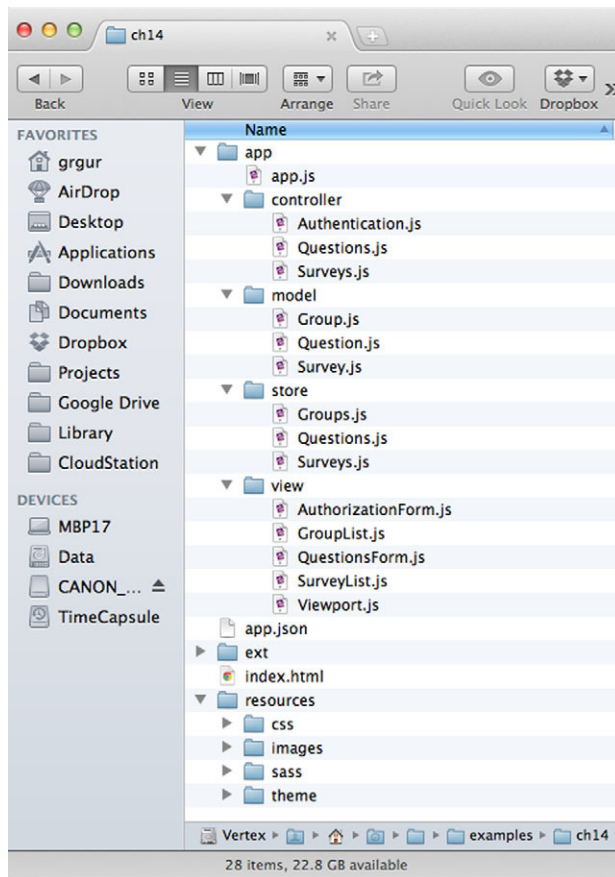 ch14
Back
View
Arrange
Share
Quick Look
Dropbox
FAVORITES
grgur
AirDrop
Desktop
Applications
Downloads
Documents
Dropbox
Projects
Google Drive
Library
CloudStation
DEVICES
MBP17
Data
CANON_...
TimeCapsule
Name
app
app.js
controller
Authentication.js
Questions.js
Surveys.js
model
Group.js
Question.js
Survey.js
store
Groups.js
Questions.js
Surveys.js
view
AuthorizationForm.js
GroupList.js
QuestionsForm.js
SurveyList.js
Viewport.js
app.json
ext
index.html
resources
css
images
sass
theme
Vertex examples ch14
28 items, 22.8 GB available